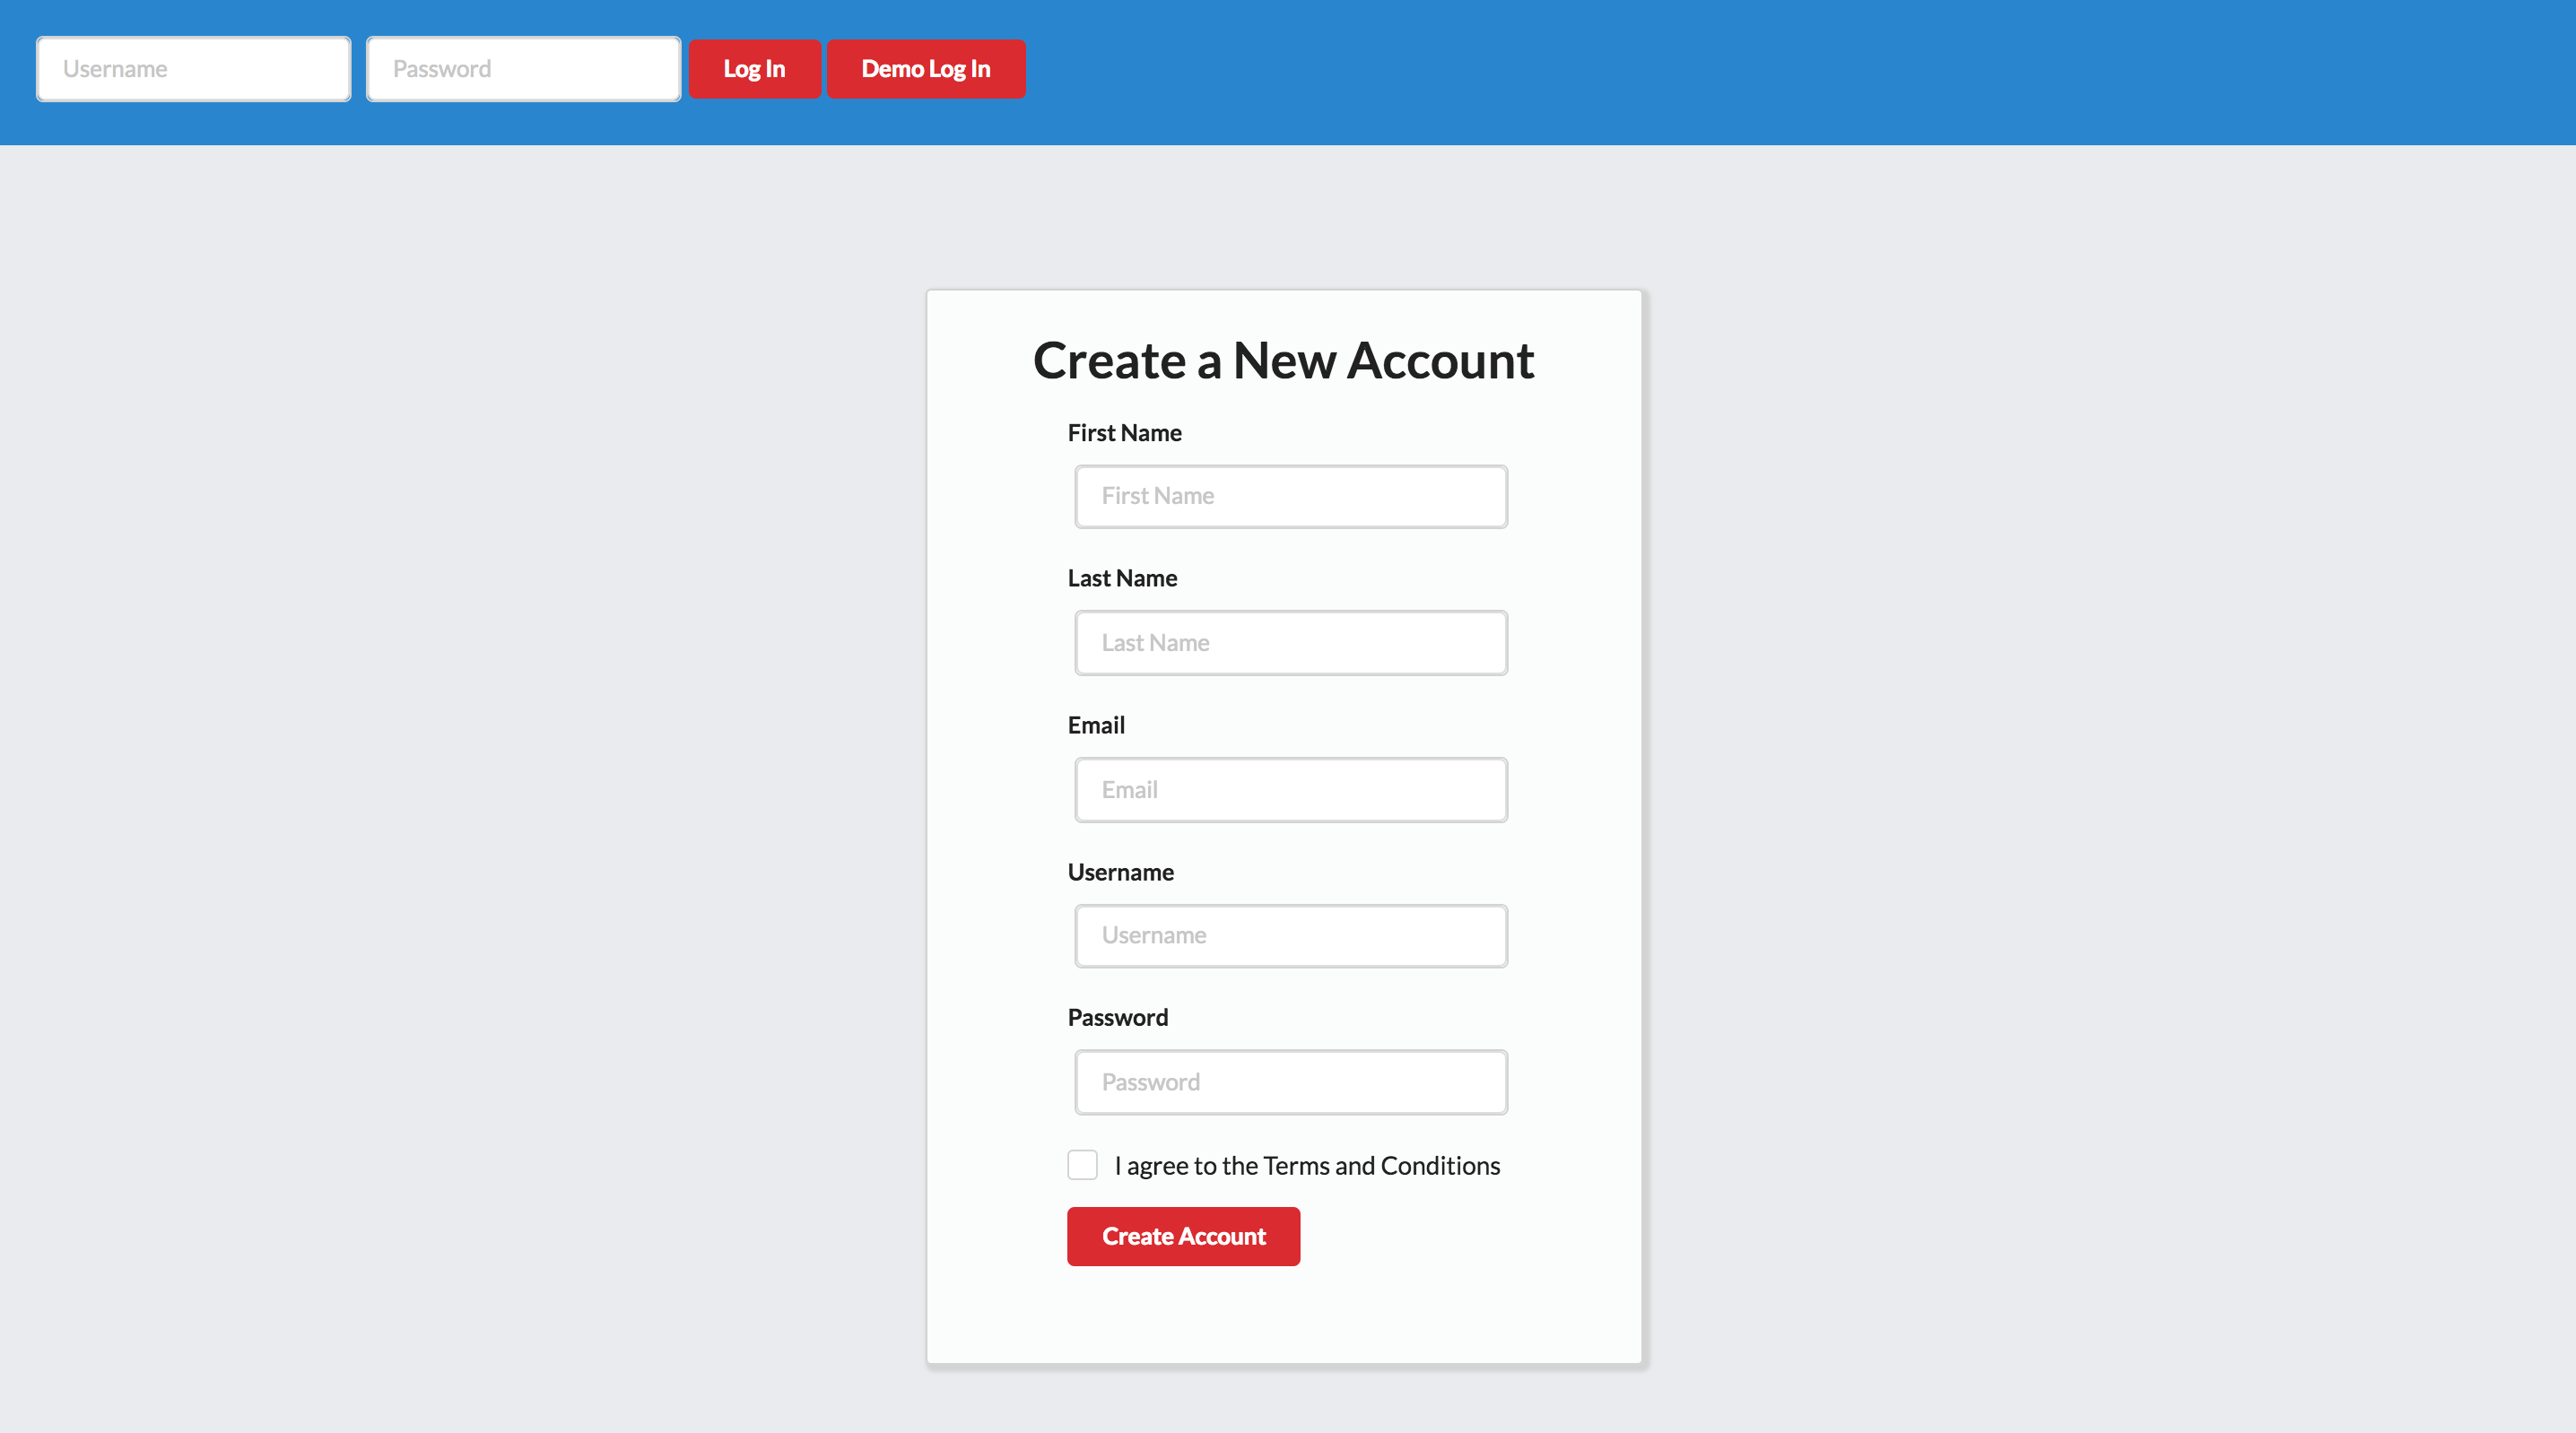 Username Password Log In Demo Log In
Create a New Account
First Name
First Name
Last Name
Last Name
Email
Email
Username
Username
Password
Password
I agree to the Terms and Conditions
Create Account